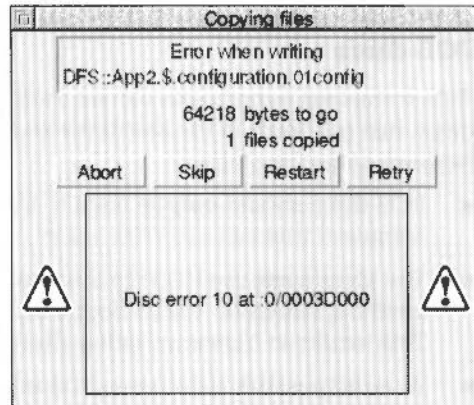 Copying files
Error when writing
DFS::App2.$.configuration.01config
64218 bytes to go
1 files copied
Abort Skip Restart Retry
Disc error 10 at :0/0003D000